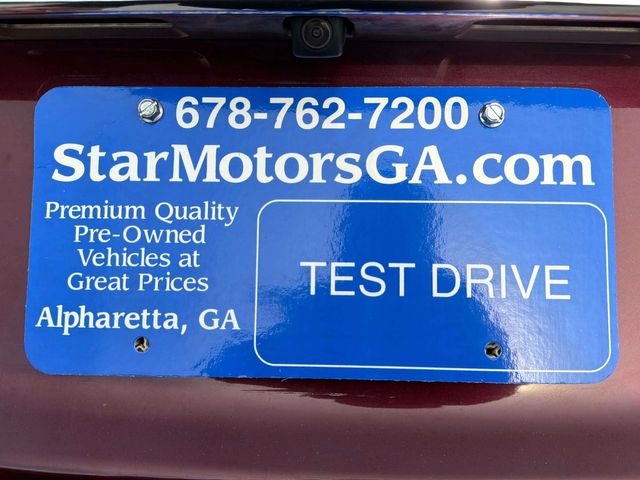 678-762-7200
StarMotorsGA.com
Premium Quality
Pre-Owned
Vehicles at
Great Prices
Alpharetta, GA
TEST DRIVE